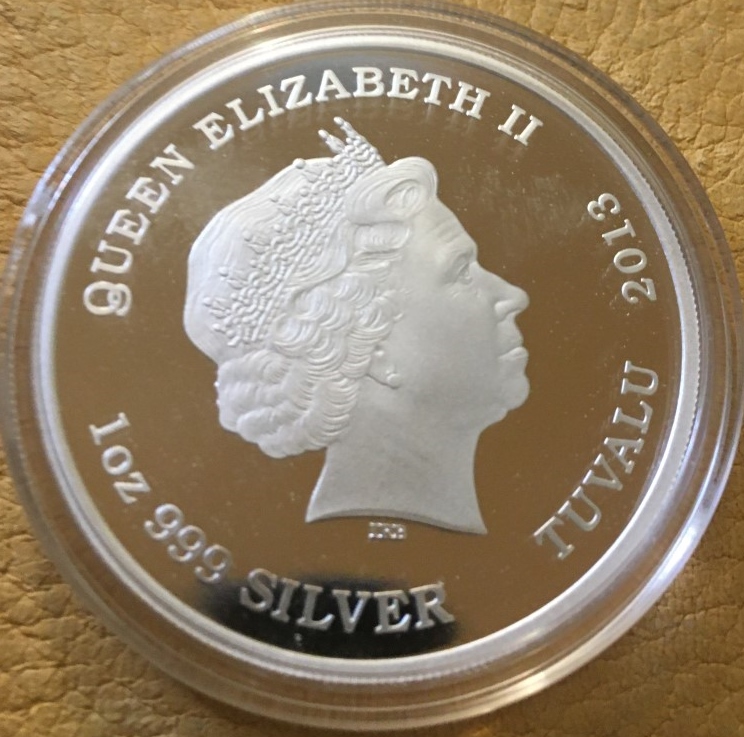 QUEEN ELIZABETH II
2013
TUVALU
1oz 999 SILVER